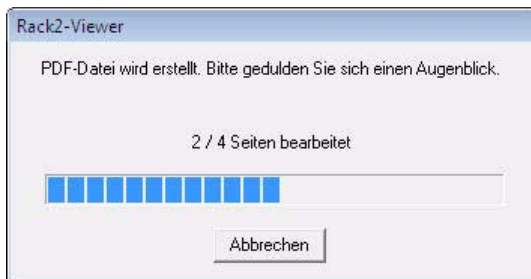 Rack2-Viewer
PDF-Datei wird erstellt. Bitte gedulden Sie sich einen Augenblick.
2 / 4 Seiten bearbeitet
Abbrechen